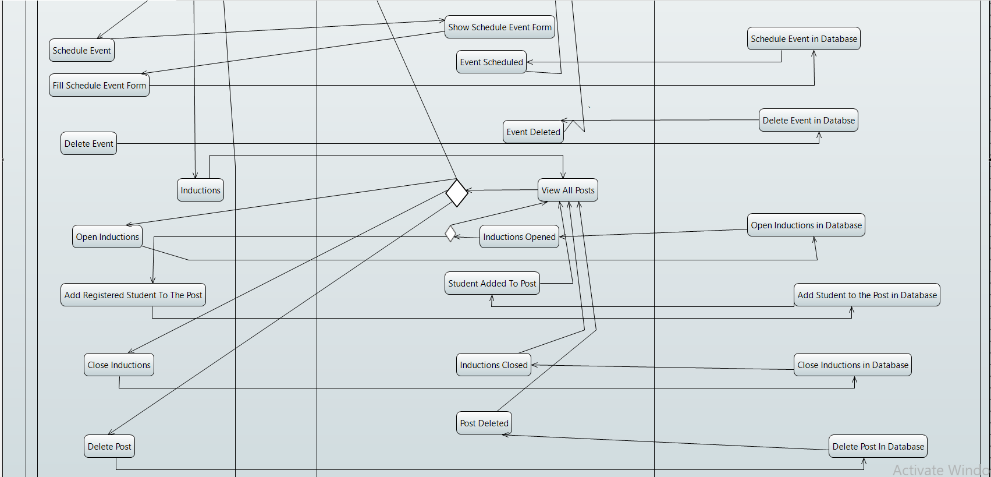 Show Schedule Event Form
Schedule Event in Database
Schedule Event
Event Scheduled
Fill Schedule Event Form
Delete Event in Databse
Event Deleted
Delete Event
Inductions
View All Posts
Open Inductions in Database
Open Inductions
Inductions Opened
Student Added To Post
Add Registered Student To The Post
Add Student to the Post in Database
Close Inductions
Inductions Closed
Close Inductions in Database
Post Deleted
Delete Post
Delete Post In Database
Activate Windo